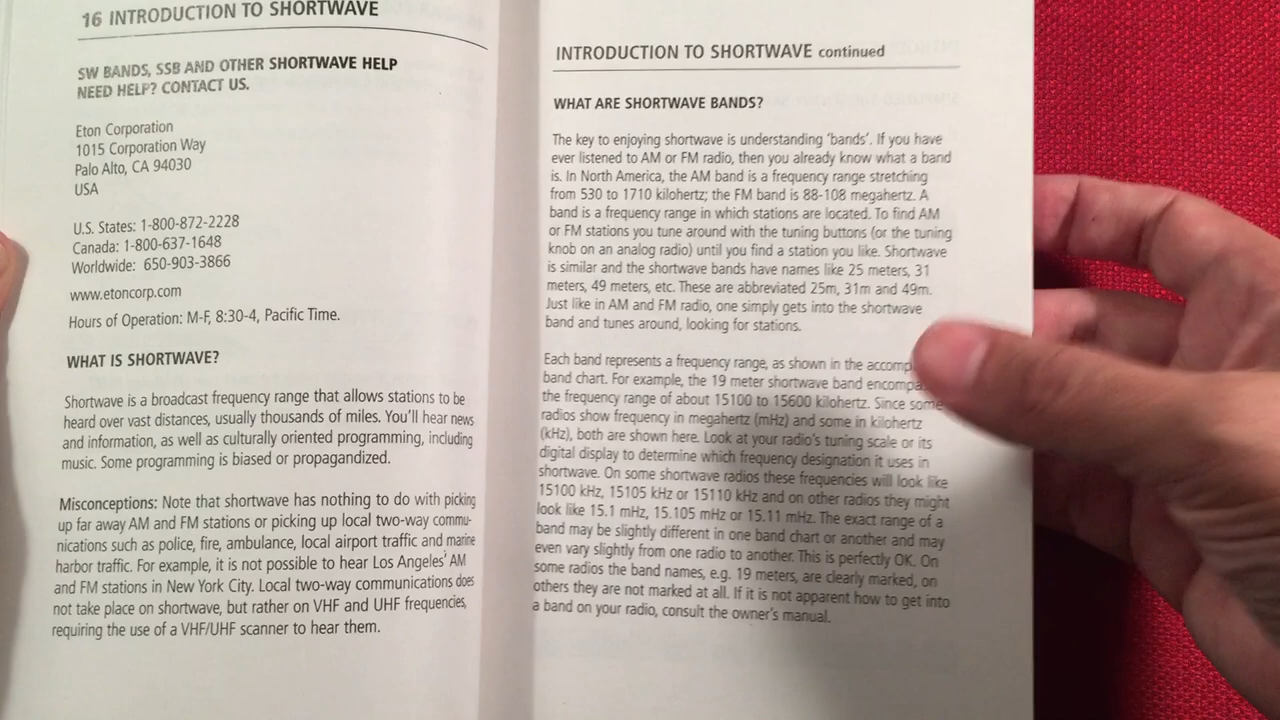 16 INTRODUCTION TO SHORTWAVE
SW BANDS, SSB AND OTHER SHORTWAVE HELP
NEED HELP? CONTACT US.
Eton Corporation
1015 Corporation Way
Palo Alto, CA 94030
USA
U.S. States: 1-800-872-2228
Canada: 1-800-637-1648
Worldwide: 650-903-3866
www.etoncorp.com
Hours of Operation: M-F, 8:30-4, Pacific Time.
WHAT IS SHORTWAVE?
Shortwave is a broadcast frequency range that allows stations to be
heard over vast distances, usually thousands of miles. You'll hear news
and information, as well as culturally oriented programming, including
music. Some programming is biased or propagandized.
Misconceptions: Note that shortwave has nothing to do with picking
up far away AM and FM stations or picking up local two-way commu-
nications such as police, fire, ambulance, local airport traffic and marine
harbor traffic. For example, it is not possible to hear Los Angeles' AM
and FM stations in New York City. Local two-way communications does
not take place on shortwave, but rather on VHF and UHF frequencies,
requiring the use of a VHF/UHF scanner to hear them.
INTRODUCTION TO SHORTWAVE continued
WHAT ARE SHORTWAVE BANDS?
The key to enjoying shortwave is understanding 'bands'. If you have
ever listened to AM or FM radio, then you already know what a band
is. In North America, the AM band is a frequency range stretching
from 530 to 1710 kilohertz; the FM band is 88-108 megahertz. A
band is a frequency range in which stations are located. To find AM
or FM stations you tune around with the tuning buttons (or the tuning
knob on an analog radio) until you find a station you like. Shortwave
is similar and the shortwave bands have names like 25 meters, 31
meters, 49 meters, etc. These are abbreviated 25m, 31m and 49m.
Just like in AM and FM radio, one simply gets into the shortwave
band and tunes around, looking for stations.
Each band represents a frequency range, as shown in the
band chart. For example, the 19 meter shortwave band
the frequency range of about 15100 to 15600 kilohertz. Since some
radios show frequency in megahertz (mHz) and some in kilohertz
(kHz), both are shown here. Look at your radio's tuning scale or its
digital display to determine which frequency designation it uses in
shortwave. On some shortwave radios these frequencies will look like
15100 kHz, 15105 kHz or 15110 kHz and on other radios they might
look like 15.1 mHz, 15.105 mHz or 15.11 mHz. The exact range of a
band may be slightly different in one band chart or another and may
even vary slightly from one radio to another. This is perfectly OK. On
some radios the band names, e.g. 19 meters, are clearly marked, on
others they are not marked at all. If it is not apparent how to get into
a band on your radio, consult the owner's manual.